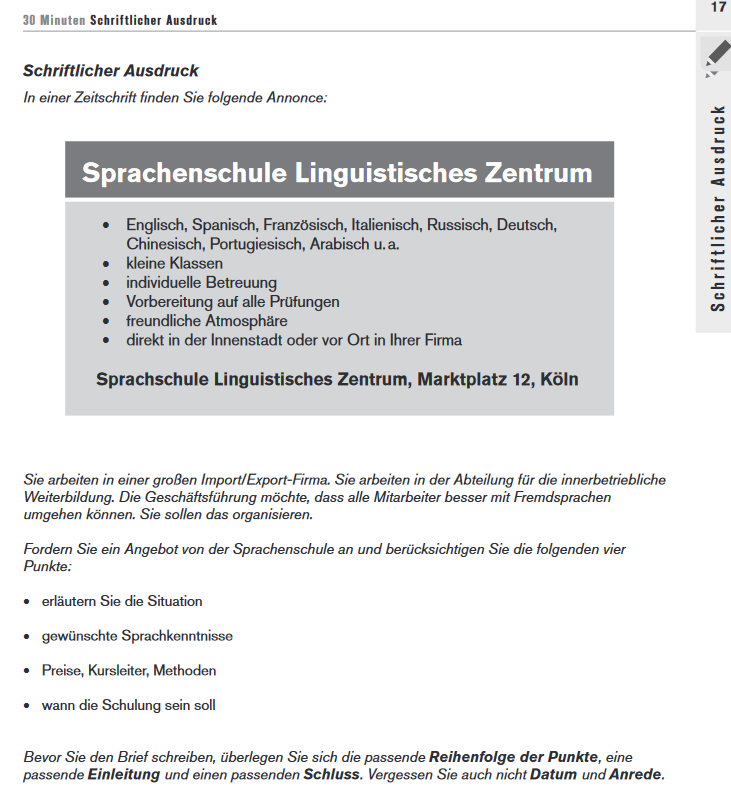 30 Minuten Schriftlicher Ausdruck
17
Schriftlicher Ausdruck
Schriftlicher Ausdruck
In einer Zeitschrift finden Sie folgende Annonce:
Sprachenschule Linguistisches Zentrum
• Englisch, Spanisch, Französisch, Italienisch, Russisch, Deutsch,
Chinesisch, Portugiesisch, Arabisch u. a.
• kleine Klassen
• individuelle Betreuung
• Vorbereitung auf alle Prüfungen
• freundliche Atmosphäre
• direkt in der Innenstadt oder vor Ort in Ihrer Firma
Sprachschule Linguistisches Zentrum, Marktplatz 12, Köln
Sie arbeiten in einer großen Import/Export-Firma. Sie arbeiten in der Abteilung für die innerbetriebliche
Weiterbildung. Die Geschäftsführung möchte, dass alle Mitarbeiter besser mit Fremdsprachen
umgehen können. Sie sollen das organisieren.
Fordern Sie ein Angebot von der Sprachenschule an und berücksichtigen Sie die folgenden vier
Punkte:
• erläutern Sie die Situation
• gewünschte Sprachkenntnisse
• Preise, Kursleiter, Methoden
• wann die Schulung sein soll
Bevor Sie den Brief schreiben, überlegen Sie sich die passende Reihenfolge der Punkte, eine
passende Einleitung und einen passenden Schluss. Vergessen Sie auch nicht Datum und Anrede.